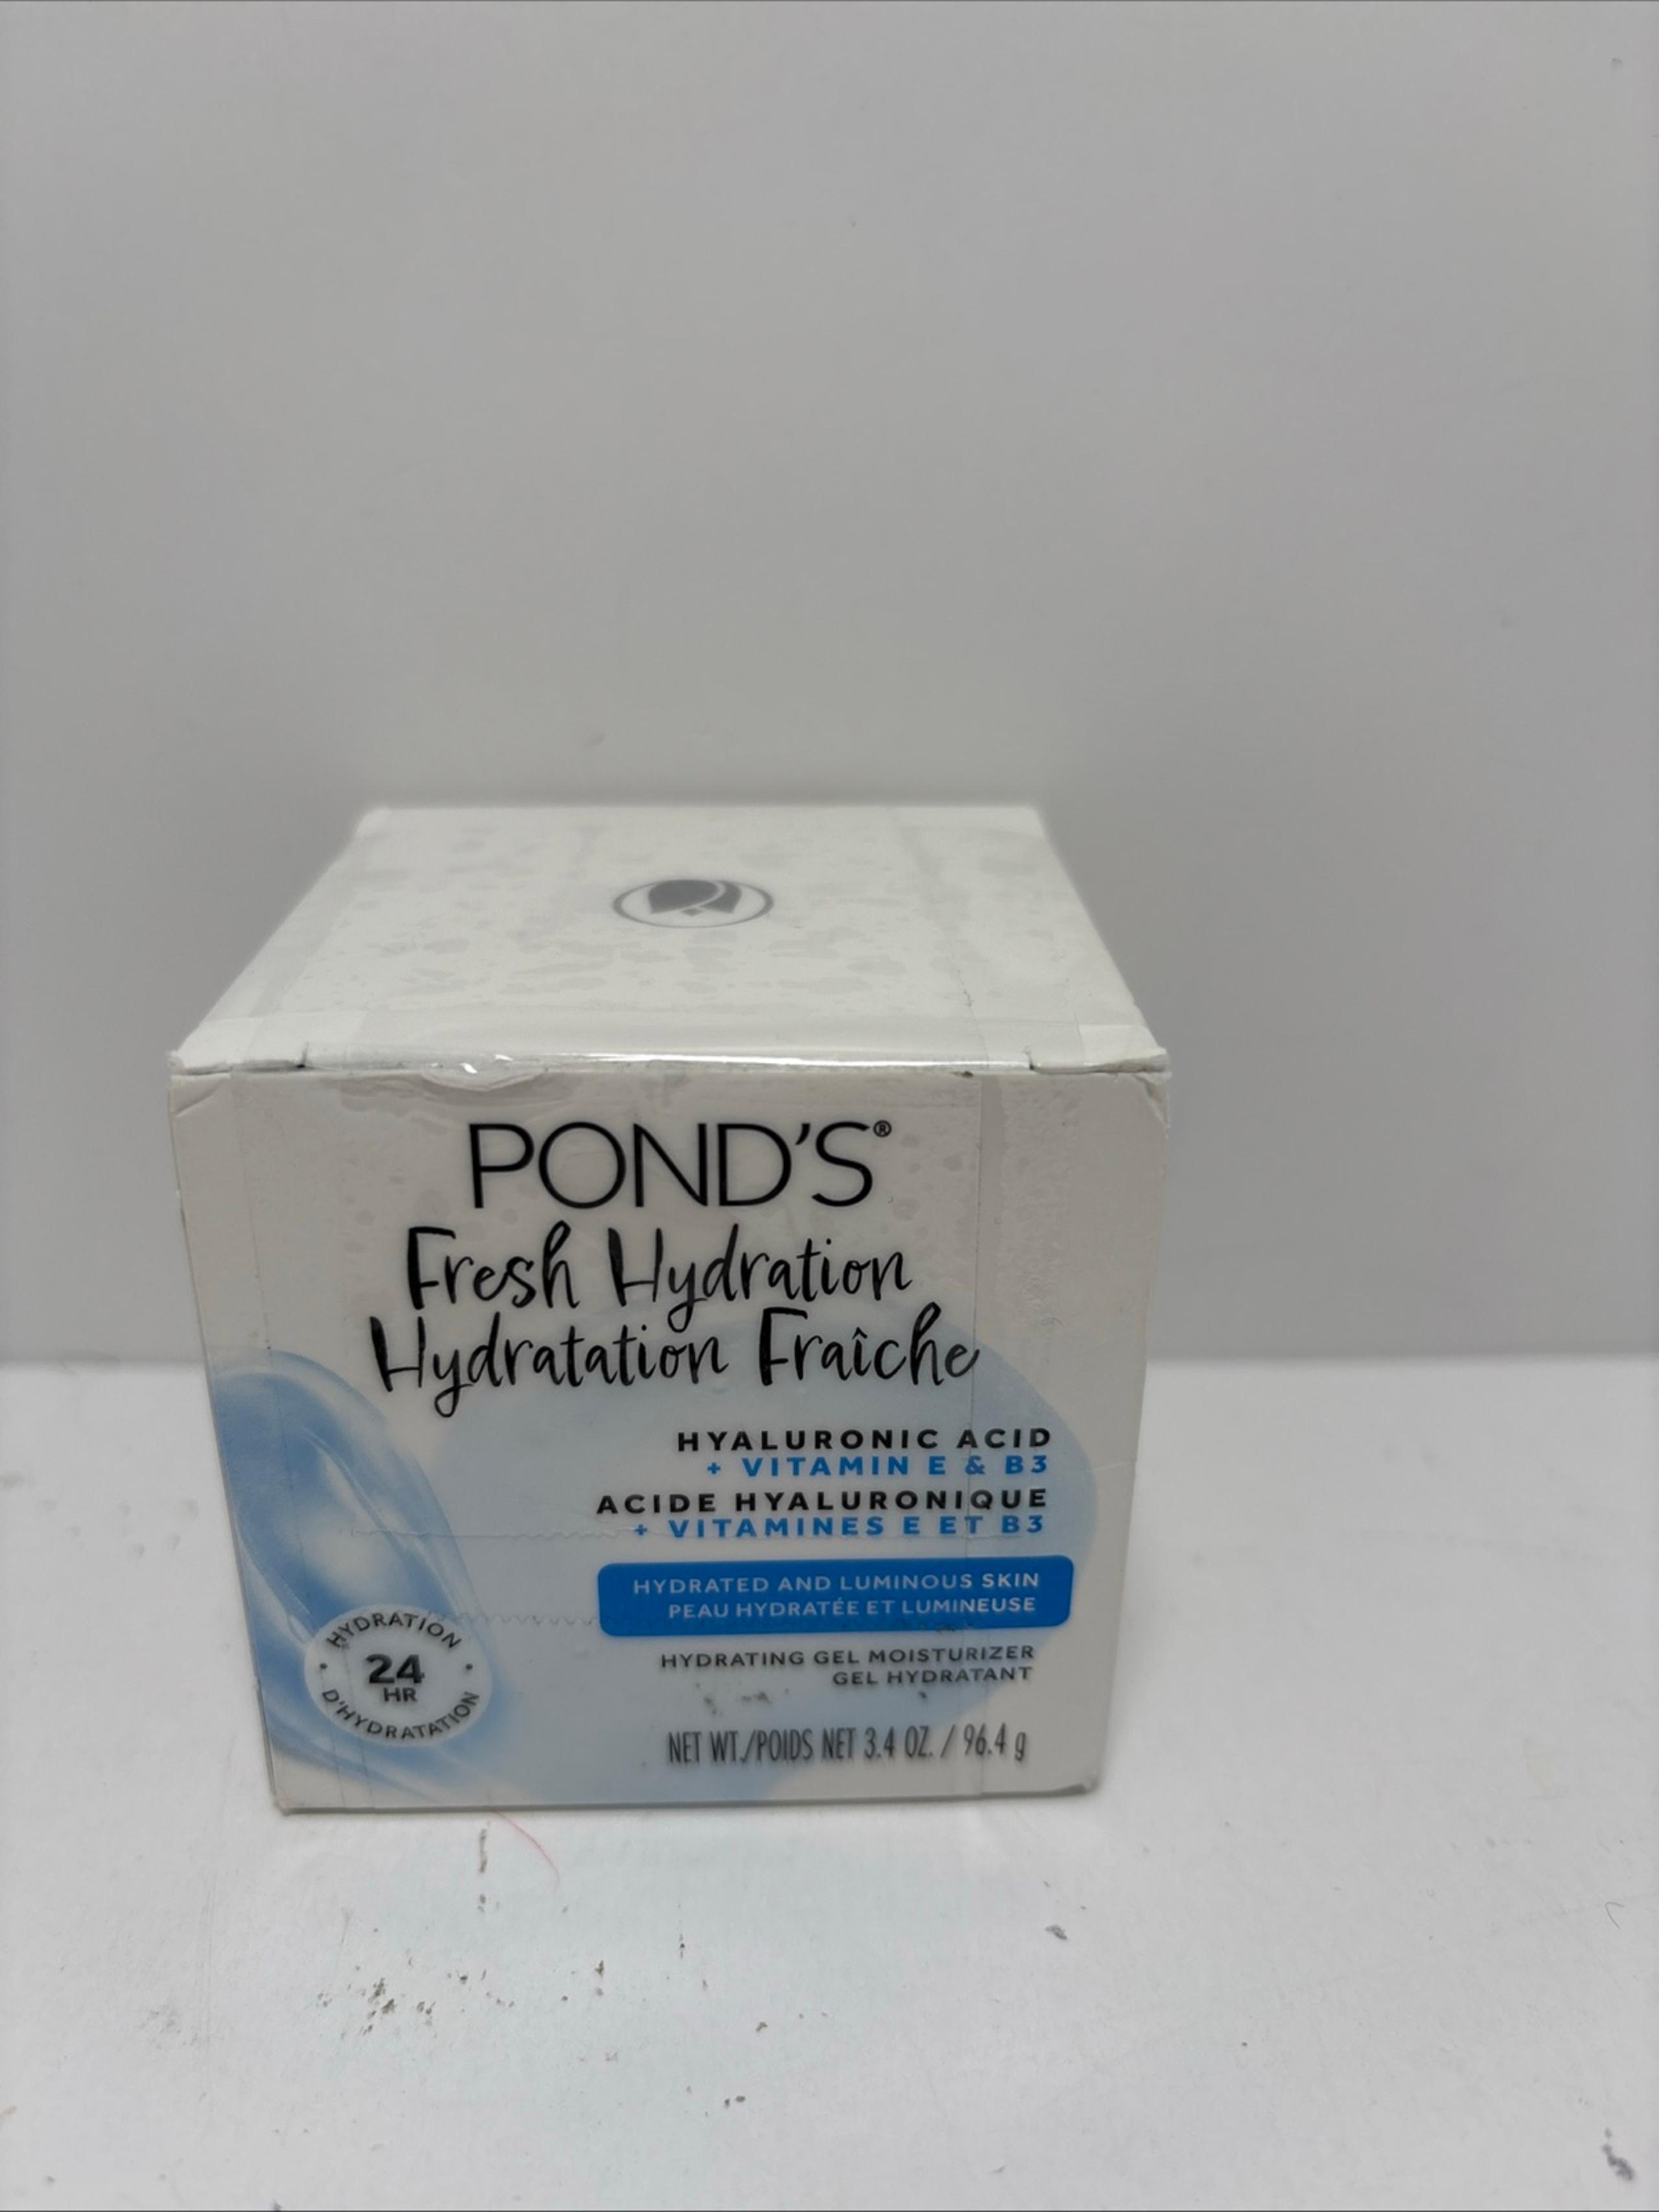 POND'S®
Fresh Hydration
Hydratation Fraîche
HYALURONIC ACID
+ VITAMIN E & B3
ACIDE HYALURONIQUE
+ VITAMINES E ET B3
HYDRATED AND LUMINOUS SKIN
PEAU HYDRATÉE ET LUMINEUSE
HYDRATION
24
HR
D'HYDRATATION
HYDRATING GEL MOISTURIZER
GEL HYDRATANT
NET WT./POIDS NET 3.4 OZ. / 96.4 g